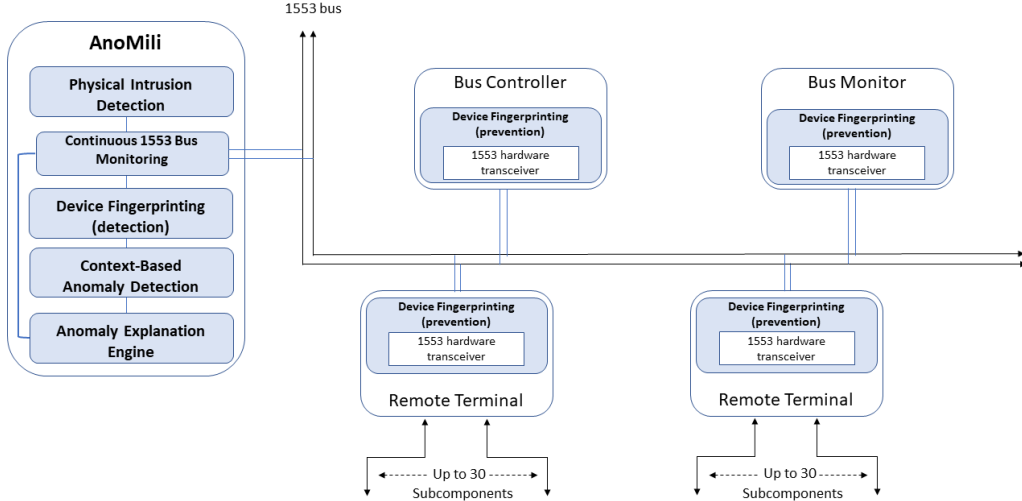 1553 bus
AnoMili
Physical Intrusion
Detection
Continuous 1553 Bus
Monitoring
Device Fingerprinting
(detection)
Context-Based
Anomaly Detection
Anomaly Explanation
Engine
Bus Controller
Device Fingerprinting
(prevention)
1553 hardware
transceiver
Bus Monitor
Device Fingerprinting
(prevention)
1553 hardware
transceiver
Device Fingerprinting
(prevention)
1553 hardware
transceiver
Remote Terminal
Up to 30
Subcomponents
Device Fingerprinting
(prevention)
1553 hardware
transceiver
Remote Terminal
Up to 30
Subcomponents